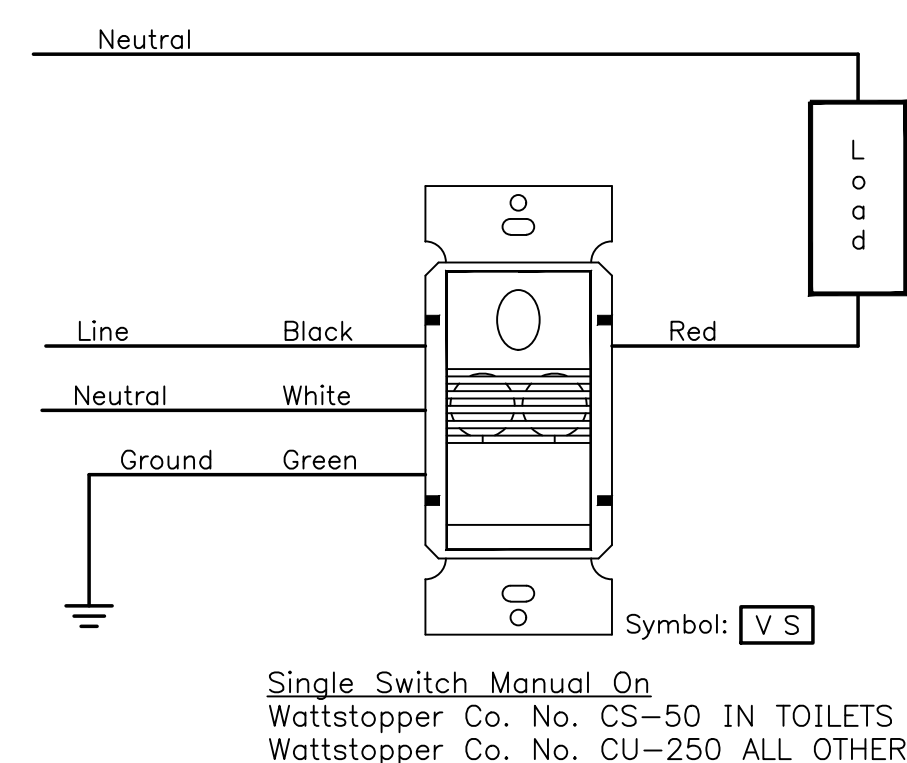 Neutral
L
o
a
d
Line Black
Red
Neutral White
Ground Green
Symbol: V S
Single Switch Manual On
Wattstopper Co. No. CS-50 IN TOILETS
Wattstopper Co. No. CU-250 ALL OTHER